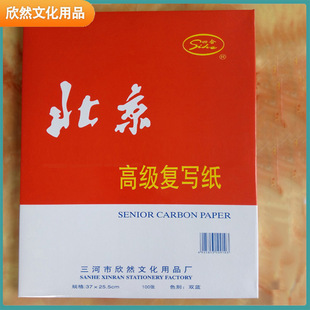 欣然文化用品
Sihe
北京
高级复写纸
SENIOR CARBON PAPER
三河市欣然文化用品厂
SANHE XINRAN STATIONERY FACTORY
规格:37×25.5cm 100张 色别:双蓝